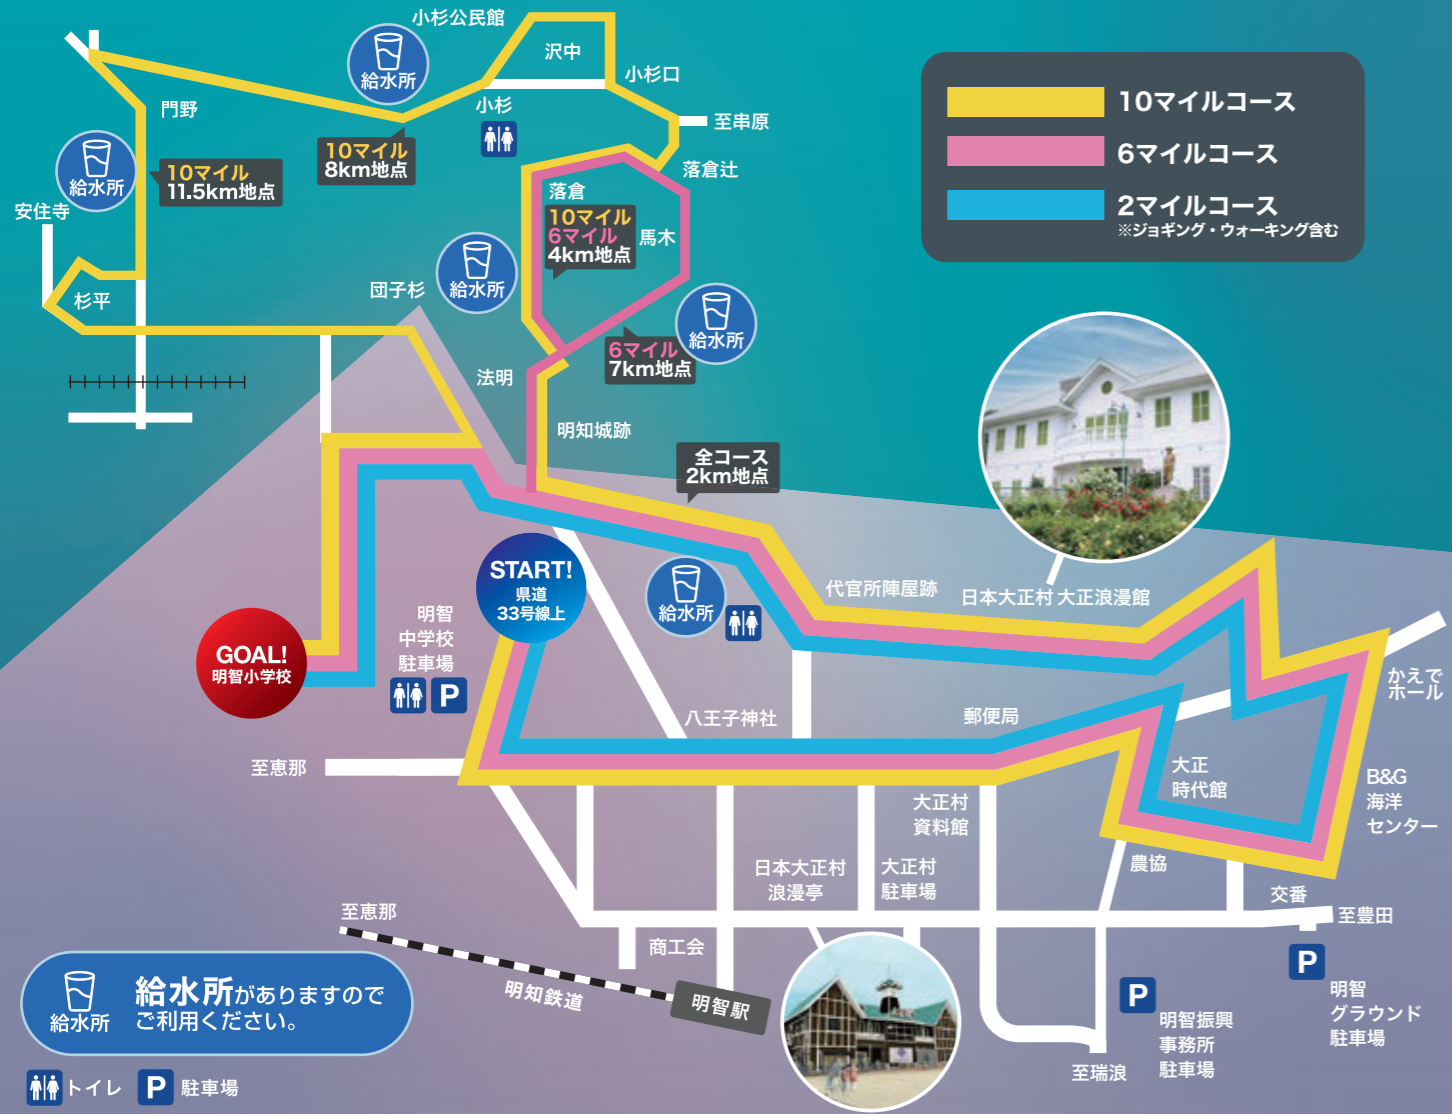 小杉公民館
沢中
給水所
小杉
小杉口
至串原
門野
10マイル
8km地点
落倉辻
給水所
10マイル
11.5km地点
安住寺
杉平
落倉
10マイル
6マイル
4km地点
馬木
団子杉
給水所
給水所
6マイル
7km地点
法明
明知城跡
全コース
2km地点
10マイルコース
6マイルコース
2マイルコース
※ジョギング・ウォーキング含む
START!
県道
33号線上
GOAL!
明智小学校
明智
中学校
駐車場
P
給水所
代官所陣屋跡
日本大正村 大正浪漫館
かえで
ホール
八王子神社
郵便局
至恵那
大正
時代館
B&G
海洋
センター
大正村
資料館
農協
日本大正村
浪漫亭
大正村
駐車場
交番
至豊田
至恵那
商工会
明知鉄道
明智駅
P
明智
グラウンド
駐車場
P
明智振興
事務所
駐車場
至瑞浪
給水所
給水所がありますので
ご利用ください。
トイレ
P
駐車場